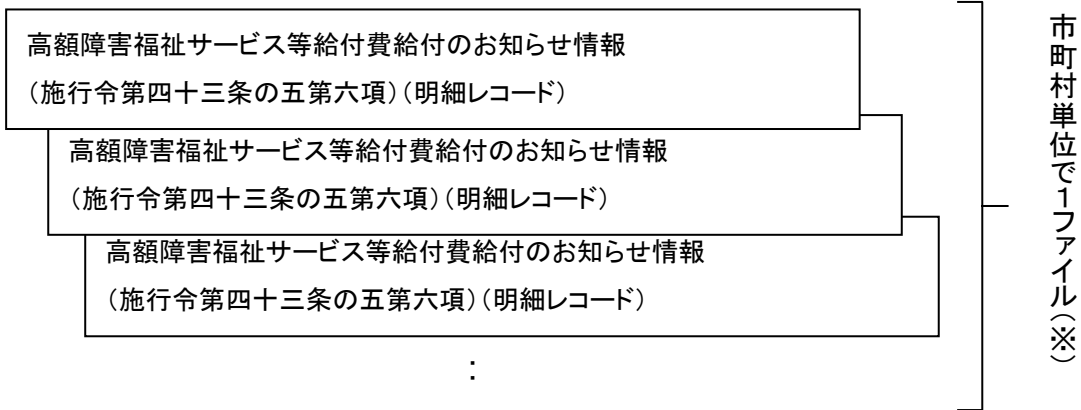 高額障害福祉サービス等給付費給付のお知らせ情報
（施行令第四十三条の五第六項）（明細レコード）
高額障害福祉サービス等給付費給付のお知らせ情報
（施行令第四十三条の五第六項）（明細レコード）
高額障害福祉サービス等給付費給付のお知らせ情報
（施行令第四十三条の五第六項）（明細レコード）
：
市町村単位で１ファイル（※）